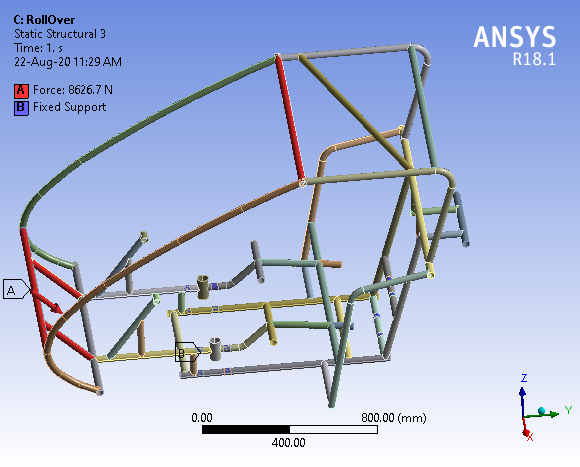 C: RollOver
Static Structural 3
Time: 1. s
22-Aug-20 11:29 AM
A Force: 8626.7 N
B Fixed Support
ANSYS
R18.1
A
B
0.00 800.00 (mm)
400.00
Z
Y
X